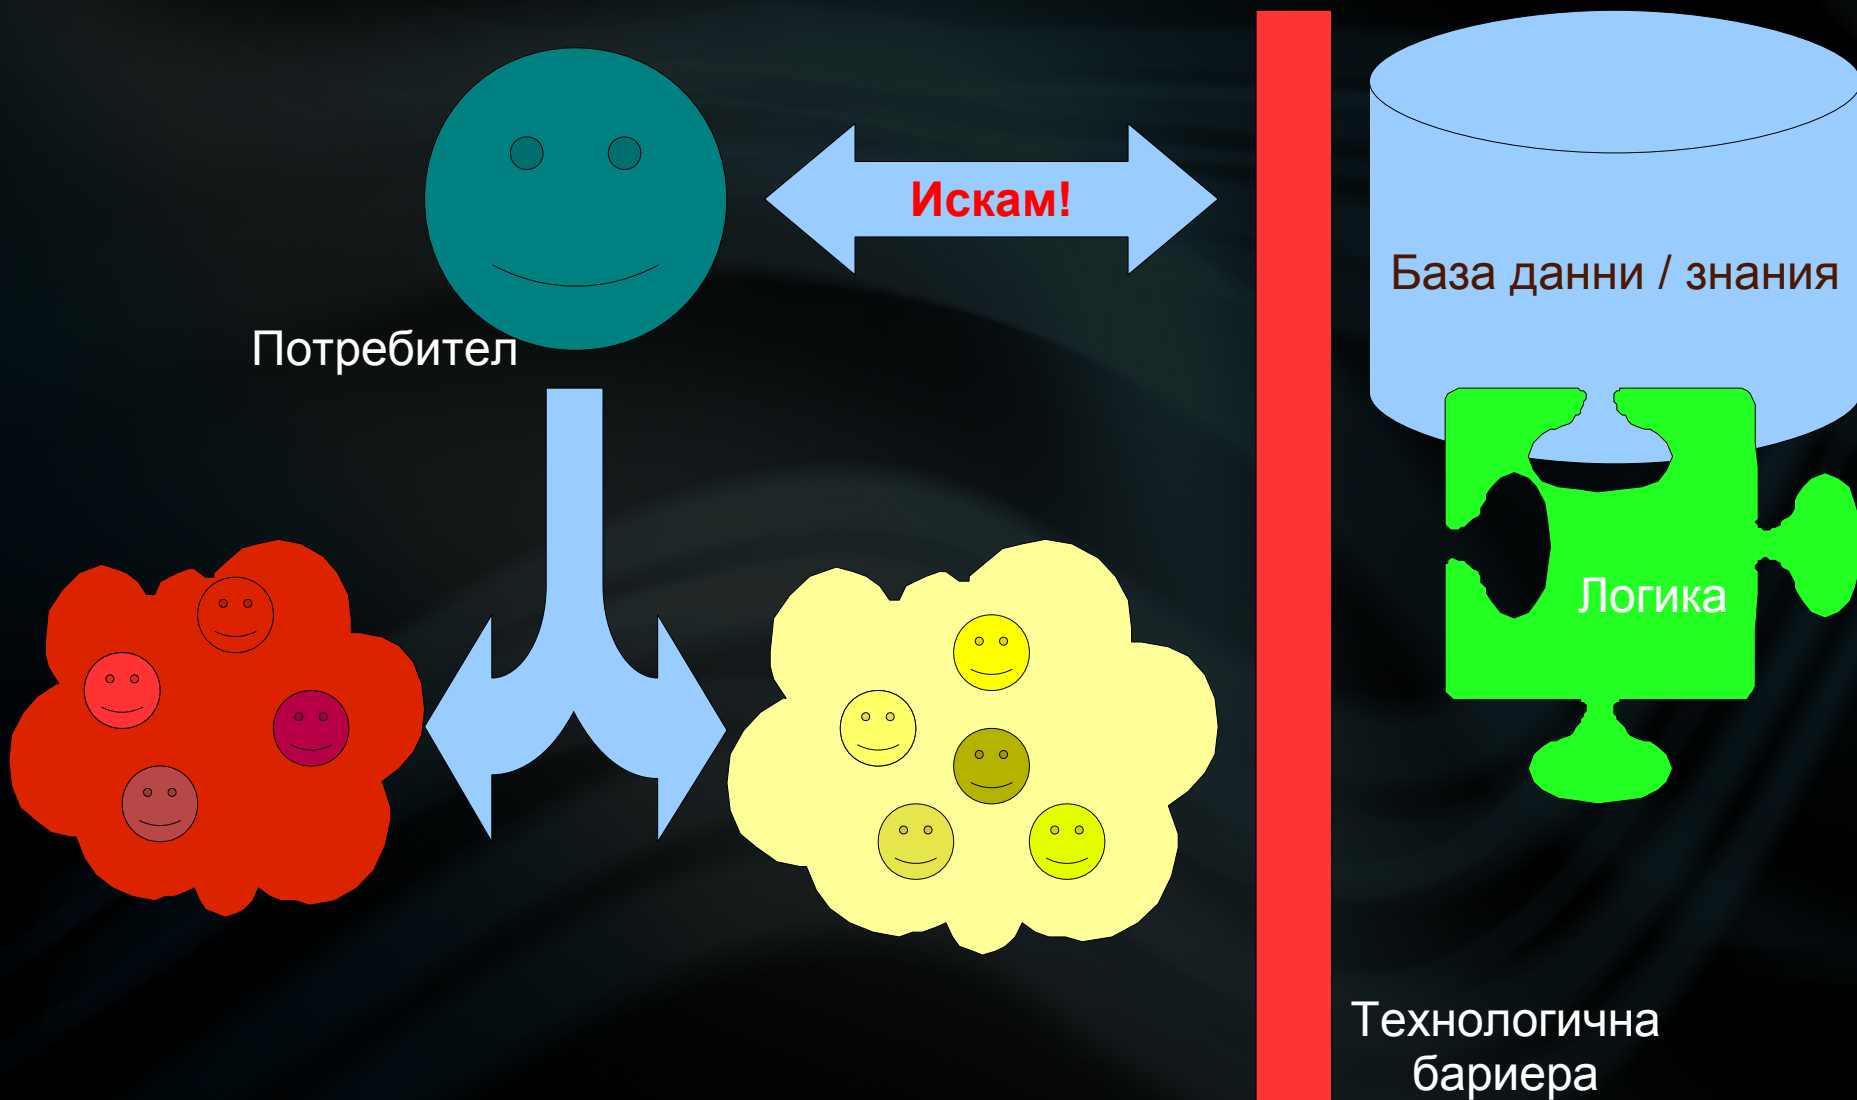 Искам!
База данни / знания
Потребител
Логика
Технологична
бариера